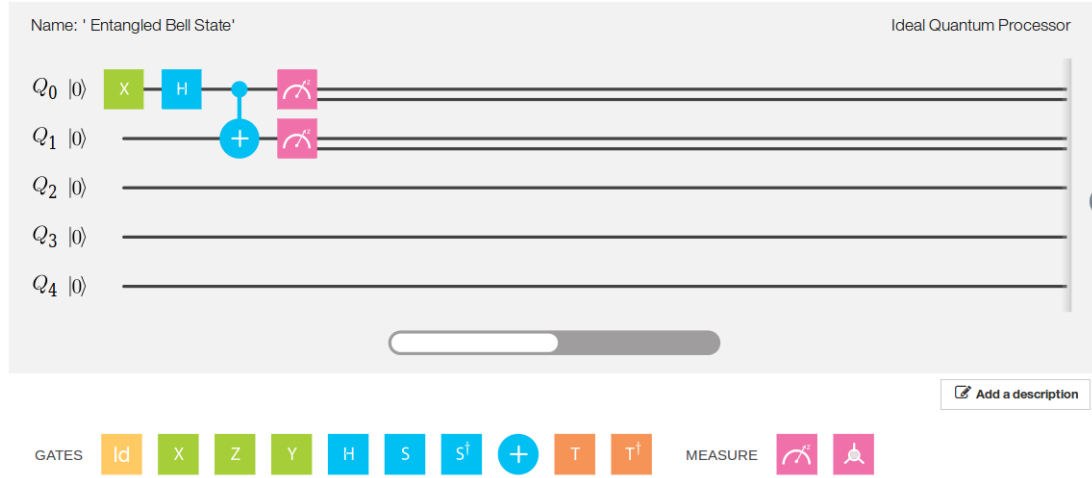 Name: ' Entangled Bell State' Ideal Quantum Processor
Q0 |0⟩ X H z
Q1 |0⟩ + z
Q2 |0⟩
Q3 |0⟩
Q4 |0⟩
Add a description
GATES Id X Z Y H S S† + T T† MEASURE z